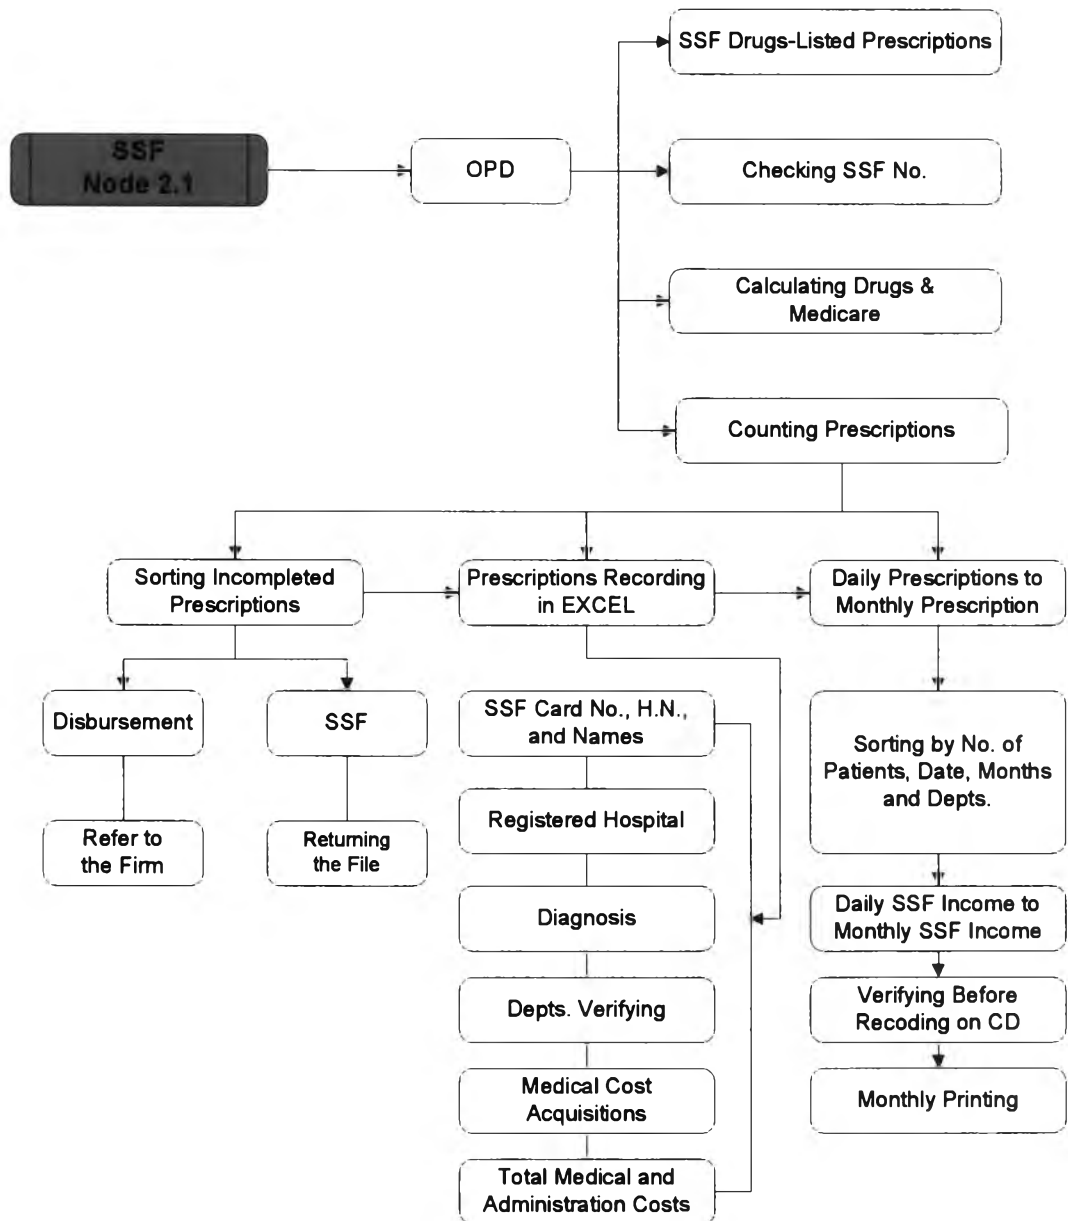 SSF Drugs-Listed Prescriptions
SSF
Node 2.1
OPD
Checking SSF No.
Calculating Drugs &
Medicare
Counting Prescriptions
Sorting Incompleted
Prescriptions
Prescriptions Recording
in EXCEL
Daily Prescriptions to
Monthly Prescription
Disbursement
SSF
Refer to
the Firm
Returning
the File
SSF Card No., H.N.,
and Names
Registered Hospital
Diagnosis
Depts. Verifying
Medical Cost
Acquisitions
Total Medical and
Administration Costs
Sorting by No. of
Patients, Date, Months
and Depts.
Daily SSF Income to
Monthly SSF Income
Verifying Before
Recoding on CD
Monthly Printing